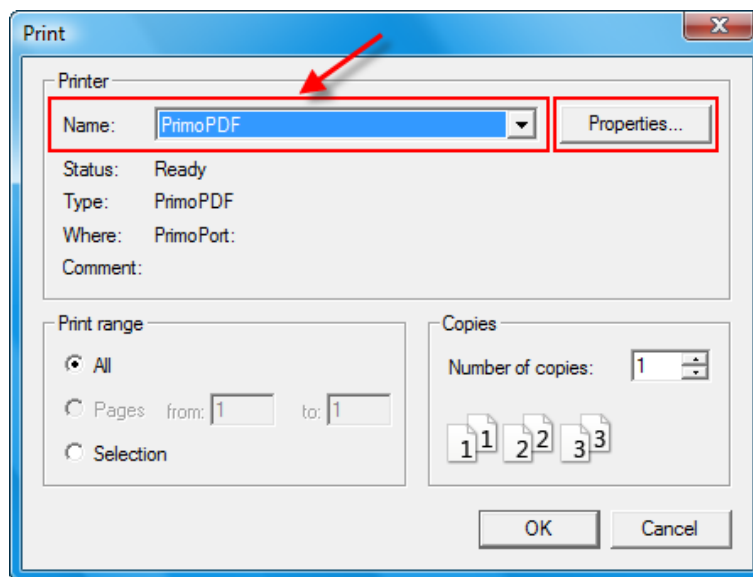 Print
X
Printer
Name: PrimoPDF Properties...
Status: Ready
Type: PrimoPDF
Where: PrimoPort:
Comment:
Print range
All
Pages from: 1 to: 1
Selection
Copies
Number of copies: 1
1 1 2 2 3 3
OK Cancel